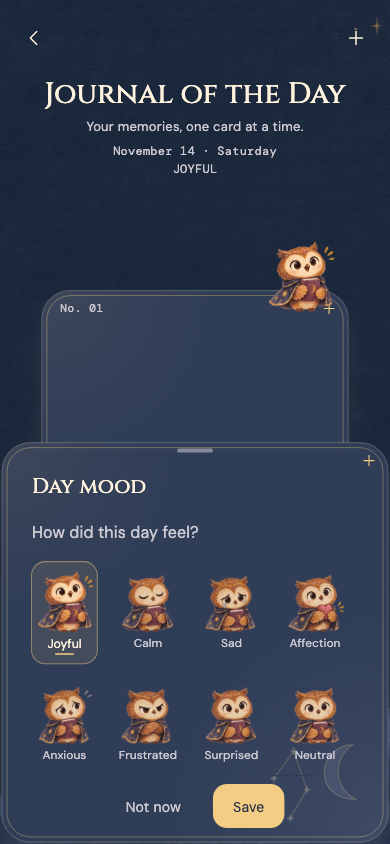 Journal of the Day
Your memories, one card at a time.
November 14 · Saturday
JOYFUL
No. 01
Day mood
How did this day feel?
Joyful Calm Sad Affection
Anxious Frustrated Surprised Neutral
Not now Save